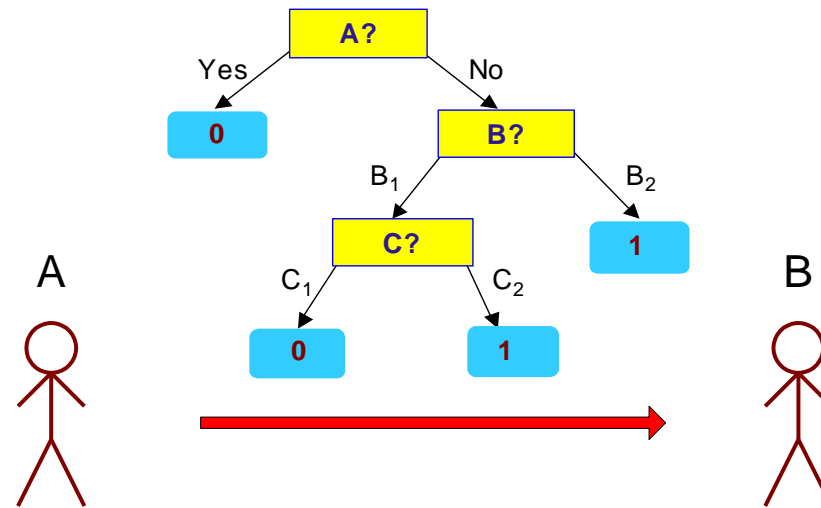 A?
Yes
No
0
B?
B₁
B₂
C?
1
A
B
C₁
C₂
0
1